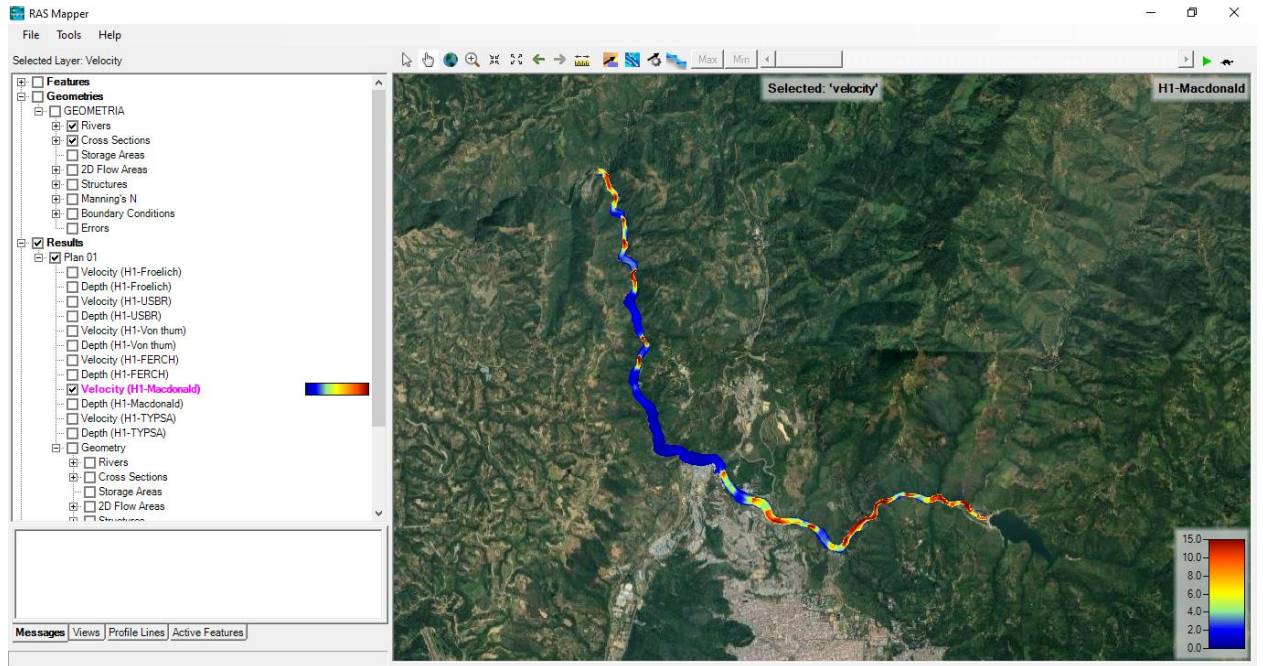 RAS Mapper
File Tools Help
Selected Layer: Velocity
Max Min
Features
Geometries
GEOMETRIA
Rivers
Cross Sections
Storage Areas
2D Flow Areas
Structures
Manning's N
Boundary Conditions
Errors
Results
Plan 01
Velocity (H1-Froelich)
Depth (H1-Froelich)
Velocity (H1-USBR)
Depth (H1-USBR)
Velocity (H1-Von thum)
Depth (H1-Von thum)
Velocity (H1-FERCH)
Depth (H1-FERCH)
Velocity (H1-Macdonald)
Depth (H1-Macdonald)
Velocity (H1-TYPSA)
Depth (H1-TYPSA)
Geometry
Rivers
Cross Sections
Storage Areas
2D Flow Areas
Structures
Messages Views Profile Lines Active Features
Selected: 'velocity'
H1-Macdonald
15.0
10.0
8.0
6.0
4.0
2.0
0.0